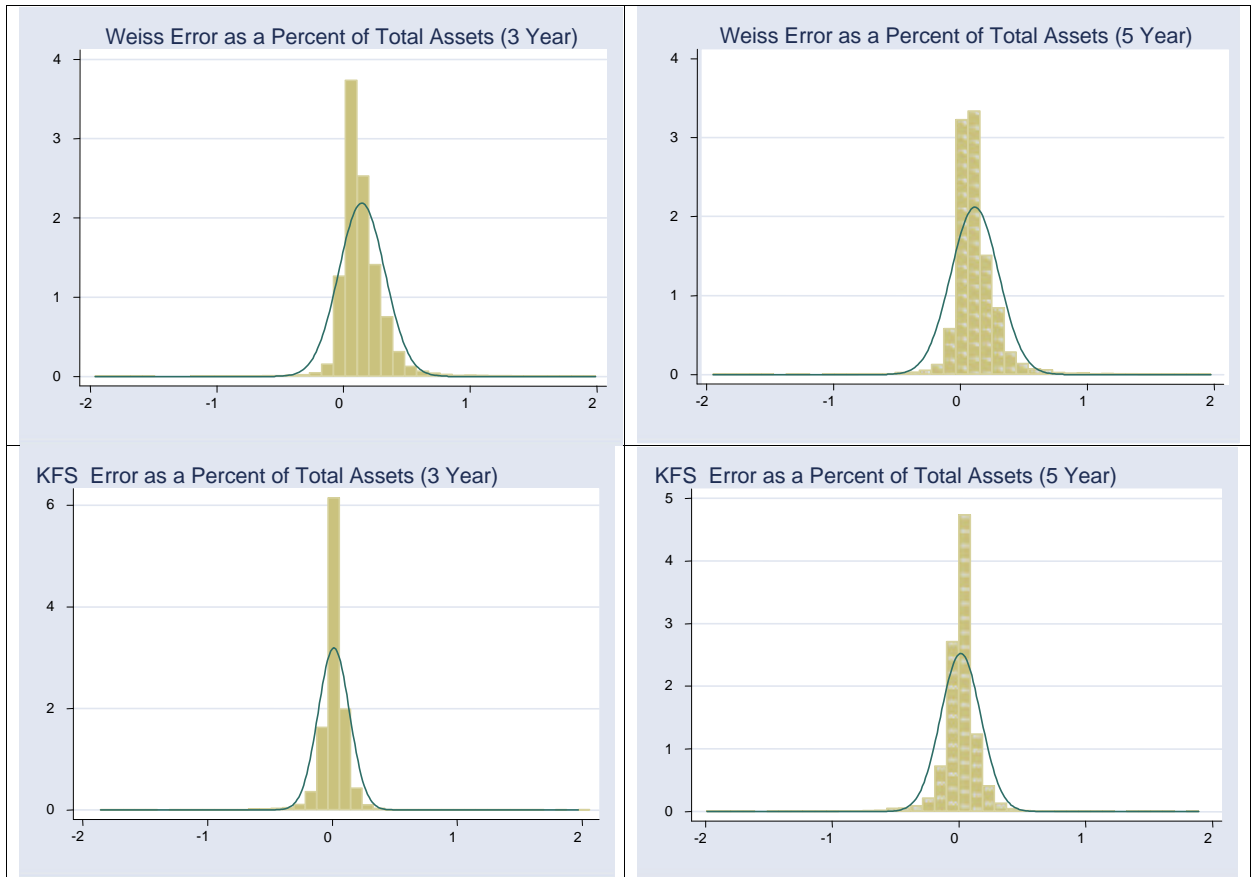 Weiss Error as a Percent of Total Assets (3 Year)
4
3
2
1
0
-2 -1 0 1 2
Weiss Error as a Percent of Total Assets (5 Year)
4
3
2
1
0
-2 -1 0 1 2
KFS Error as a Percent of Total Assets (3 Year)
6
4
2
0
-2 -1 0 1 2
KFS Error as a Percent of Total Assets (5 Year)
5
4
3
2
1
0
-2 -1 0 1 2